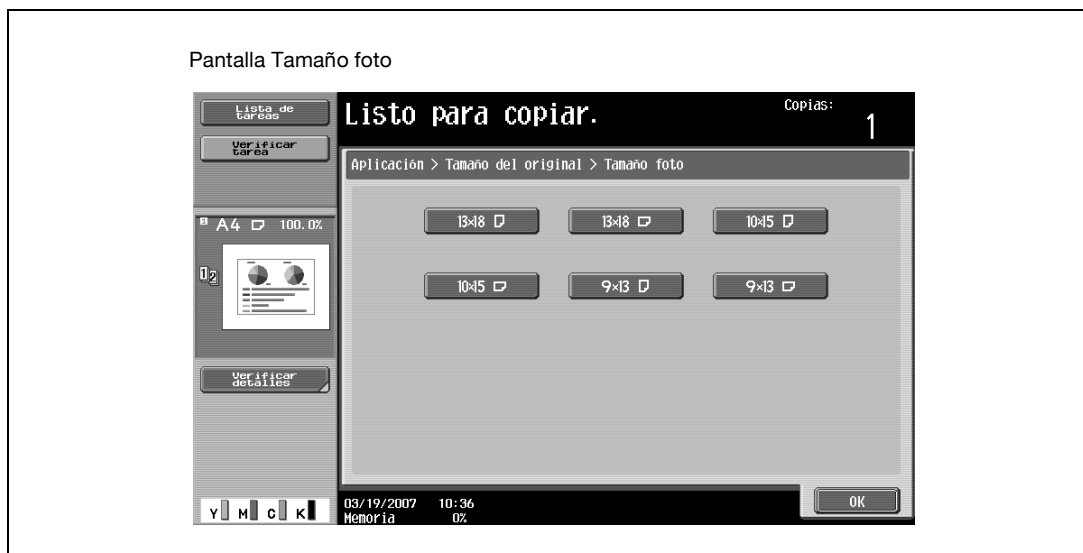 Pantalla Tamaño foto
Lista de
tareas
Verificar
tarea
Listo para copiar.
Copias:
1
Aplicación > Tamaño del original > Tamaño foto
A4 100.0%
1 2
13×18
13×18
10×15
10×15
9×13
9×13
Verificar
detalles
Y M C K
03/19/2007 10:36
Memoria 0%
OK